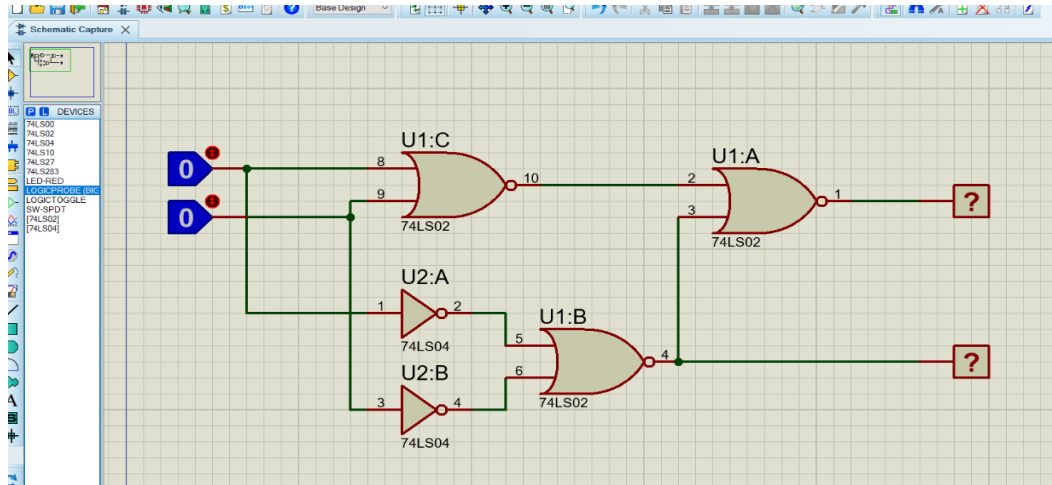 Base Design
Schematic Capture
P L DEVICES
74LS00
74LS02
74LS04
74LS10
74LS27
74LS283
LED-RED
LOGICPROBE (BIG
LOGICTOGGLE
SW-SPDT
[74LS02]
[74LS04]
0
0
U1:C
8
9
10
74LS02
U1:A
2
3
1
74LS02
?
U2:A
1
2
74LS04
U1:B
5
6
4
74LS02
?
U2:B
3
4
74LS04
A
S